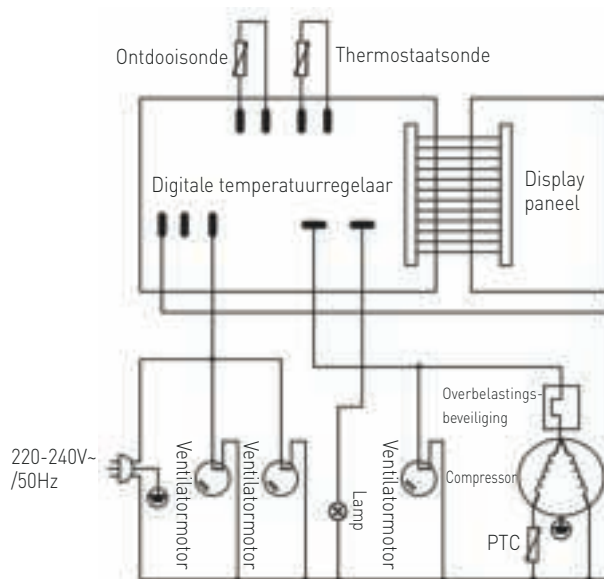 Ontdooisonde
Thermostaatsonde
Digitale temperatuurregelaar
Display
paneel
Overbelastings-
beveiliging
220-240V~
/50Hz
Ventilatormotor
Ventilatormotor
Lamp
Ventilatormotor
Compressor
PTC